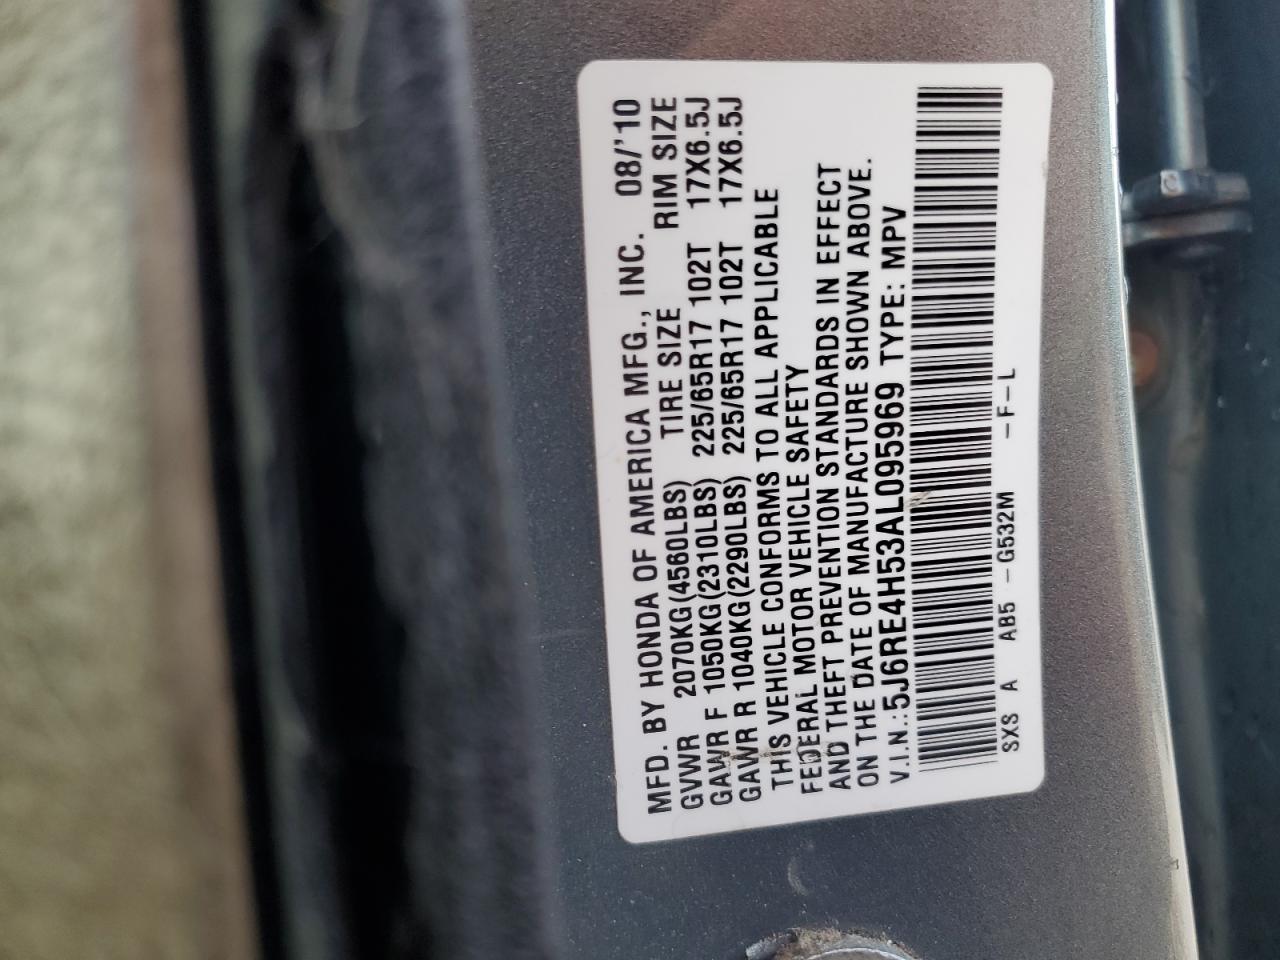 MFD. BY HONDA OF AMERICA MFG., INC. 08/'10
GVWR 2070KG(4560LBS) TIRE SIZE RIM SIZE
GAWR F 1050KG(2310LBS) 225/65R17 102T 17X6.5J
GAWR R 1040KG(2290LBS) 225/65R17 102T 17X6.5J
THIS VEHICLE CONFORMS TO ALL APPLICABLE
FEDERAL MOTOR VEHICLE SAFETY
AND THEFT PREVENTION STANDARDS IN EFFECT
ON THE DATE OF MANUFACTURE SHOWN ABOVE.
V.I.N.:5J6RE4H53AL095969 TYPE: MPV
SXS A AB5 - G532M -F-L